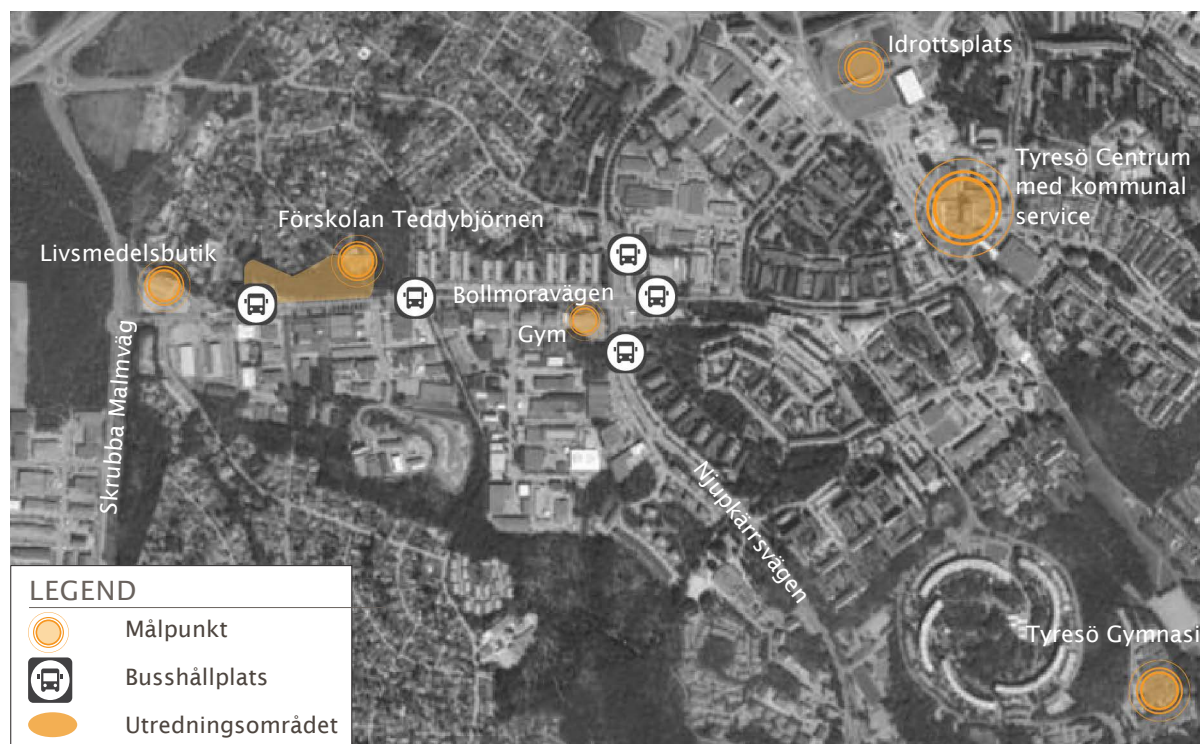 Idrottsplats
Tyresö Centrum
med kommunal
service
Förskolan Teddybjörnen
Livsmedelsbutik
Bollmoravägen
Gym
Skrubba Malmväg
Njupkärrsvägen
Tyresö Gymnasi
LEGEND
Målpunkt
Busshållplats
Utredningsområdet